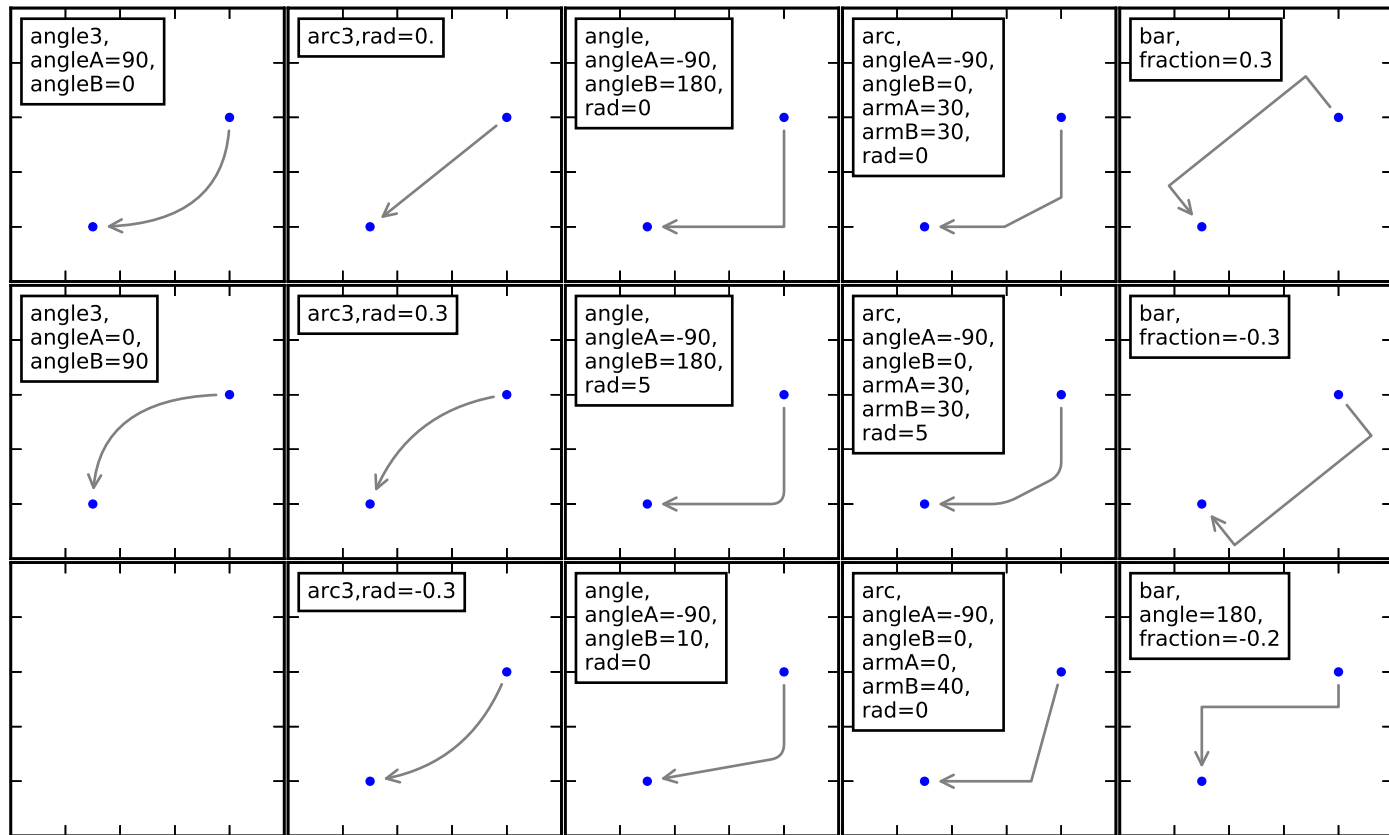 angle3,
angleA=90,
angleB=0
arc3,rad=0.
angle,
angleA=-90,
angleB=180,
rad=0
arc,
angleA=-90,
angleB=0,
armA=30,
armB=30,
rad=0
bar,
fraction=0.3
angle3,
angleA=0,
angleB=90
arc3,rad=0.3
angle,
angleA=-90,
angleB=180,
rad=5
arc,
angleA=-90,
angleB=0,
armA=30,
armB=30,
rad=5
bar,
fraction=-0.3
arc3,rad=-0.3
angle,
angleA=-90,
angleB=10,
rad=0
arc,
angleA=-90,
angleB=0,
armA=0,
armB=40,
rad=0
bar,
angle=180,
fraction=-0.2